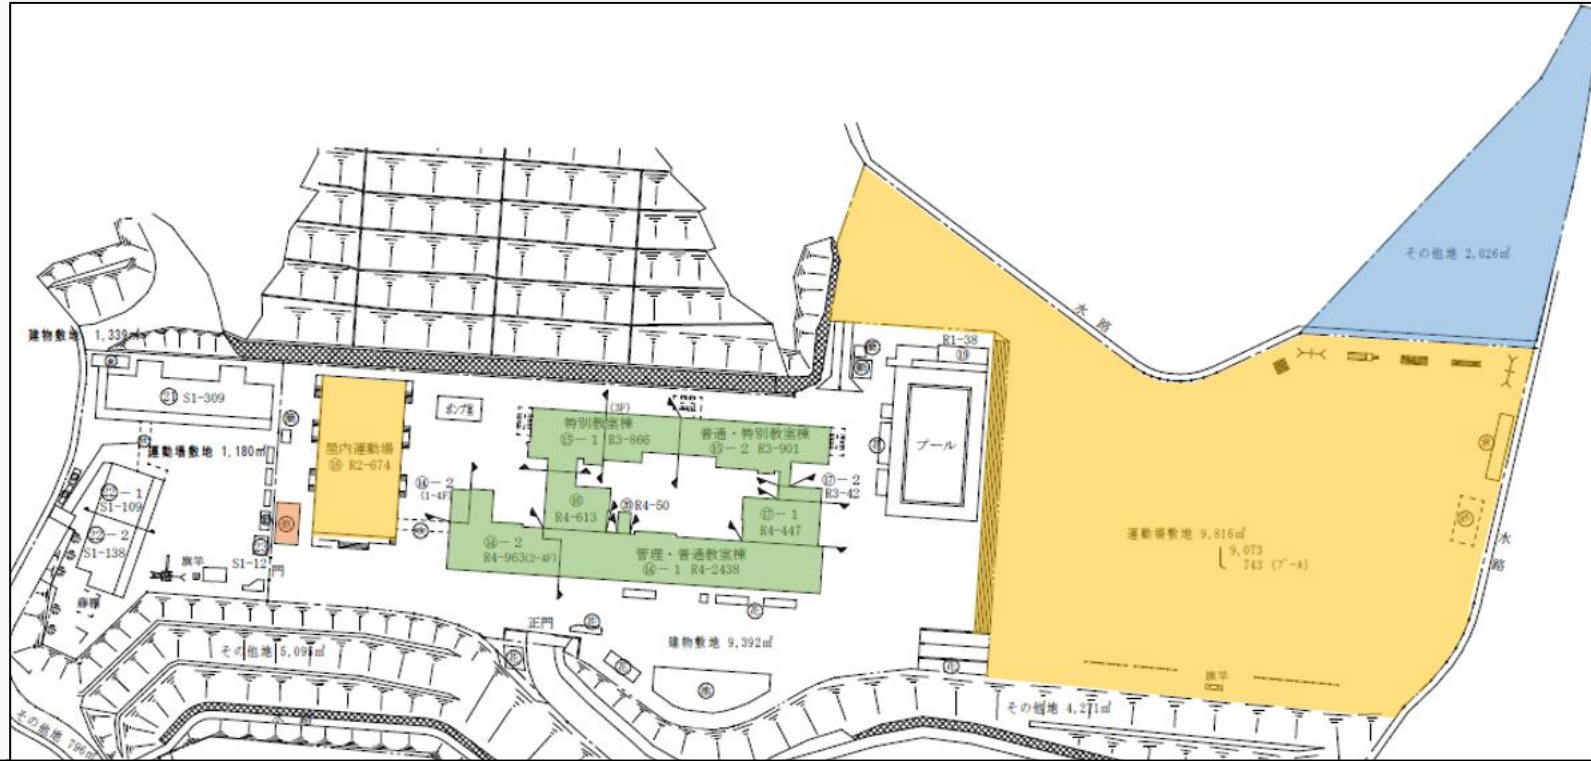 その他地 2,026㎡
水路
建物敷地 1,339㎡
R1-38
⑲
㉑ S1-309
ポンプ室
(3F)
特別教室棟
⑮-1 R3-866
普通・特別教室棟
⑮-2 R3-901
プール
屋内運動場
⑱ R2-674
運動場敷地 1,180㎡
⑭-2
(1-4F)
⑰-2
R3-42
㉒-1
S1-109
㉒-2
S1-138
⑯
R4-613
⑳ R4-50
⑰-1
R4-447
運動場敷地 9,816㎡
9,073
743 (プール)
⑭-2
R4-963(2-4F)
管理・普通教室棟
⑭-1 R4-2438
水路
旗竿
S1-12
門
藤棚
正門
建物敷地 9,392㎡
その他地 5,095㎡
旗竿
その他地 4,271㎡
その他地 796㎡